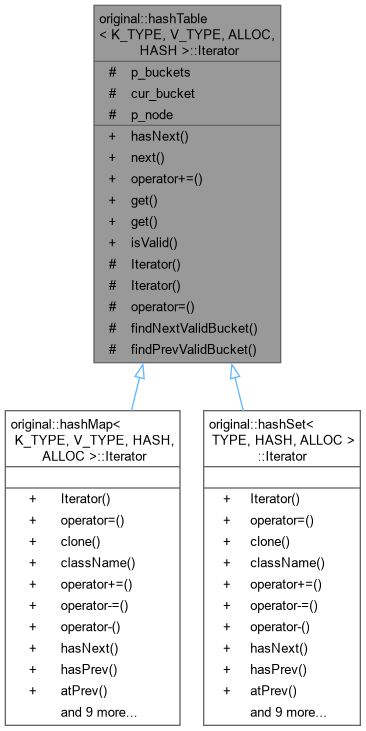 original::hashTable
< K_TYPE, V_TYPE, ALLOC,
HASH >::Iterator
# p_buckets
# cur_bucket
# p_node
+ hasNext()
+ next()
+ operator+=()
+ get()
+ get()
+ isValid()
# Iterator()
# Iterator()
# operator=()
# findNextValidBucket()
# findPrevValidBucket()
original::hashMap<
K_TYPE, V_TYPE, HASH,
ALLOC >::Iterator
+ Iterator()
+ operator=()
+ clone()
+ className()
+ operator+=()
+ operator-=()
+ operator-()
+ hasNext()
+ hasPrev()
+ atPrev()
and 9 more...
original::hashSet<
TYPE, HASH, ALLOC >
::Iterator
+ Iterator()
+ operator=()
+ clone()
+ className()
+ operator+=()
+ operator-=()
+ operator-()
+ hasNext()
+ hasPrev()
+ atPrev()
and 9 more...